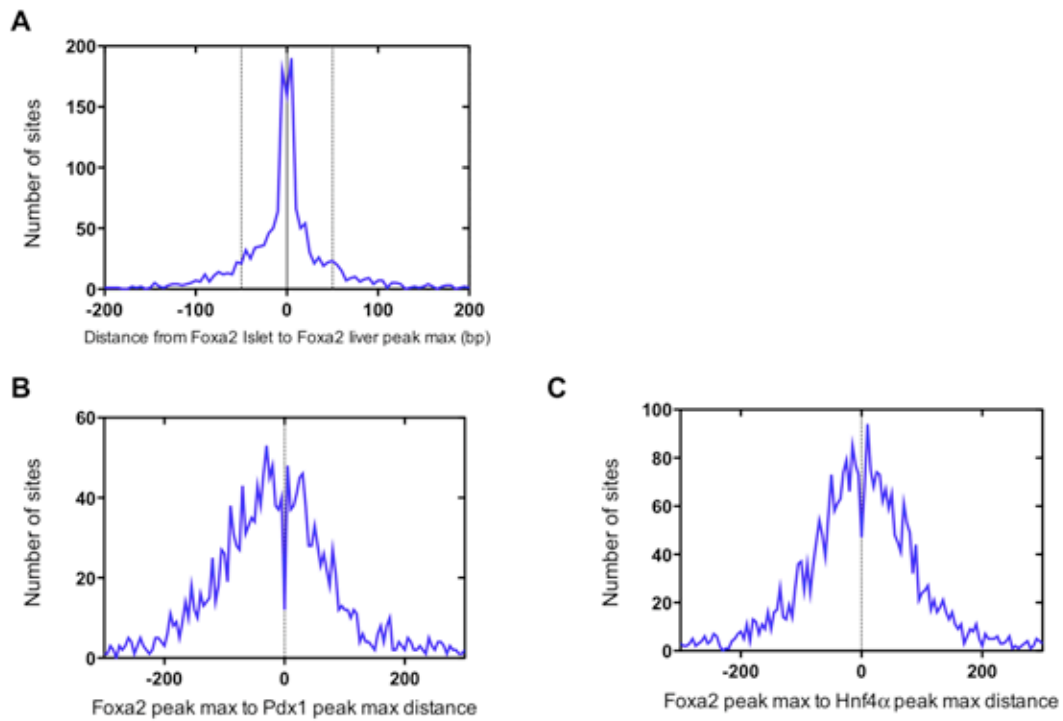 A
200
150
100
50
0
Number of sites
-200 -100 0 100 200
Distance from Foxa2 Islet to Foxa2 liver peak max (bp)
B
60
40
20
0
Number of sites
-200 0 200
Foxa2 peak max to Pdx1 peak max distance
C
100
80
60
40
20
0
Number of sites
-200 0 200
Foxa2 peak max to Hnf4α peak max distance